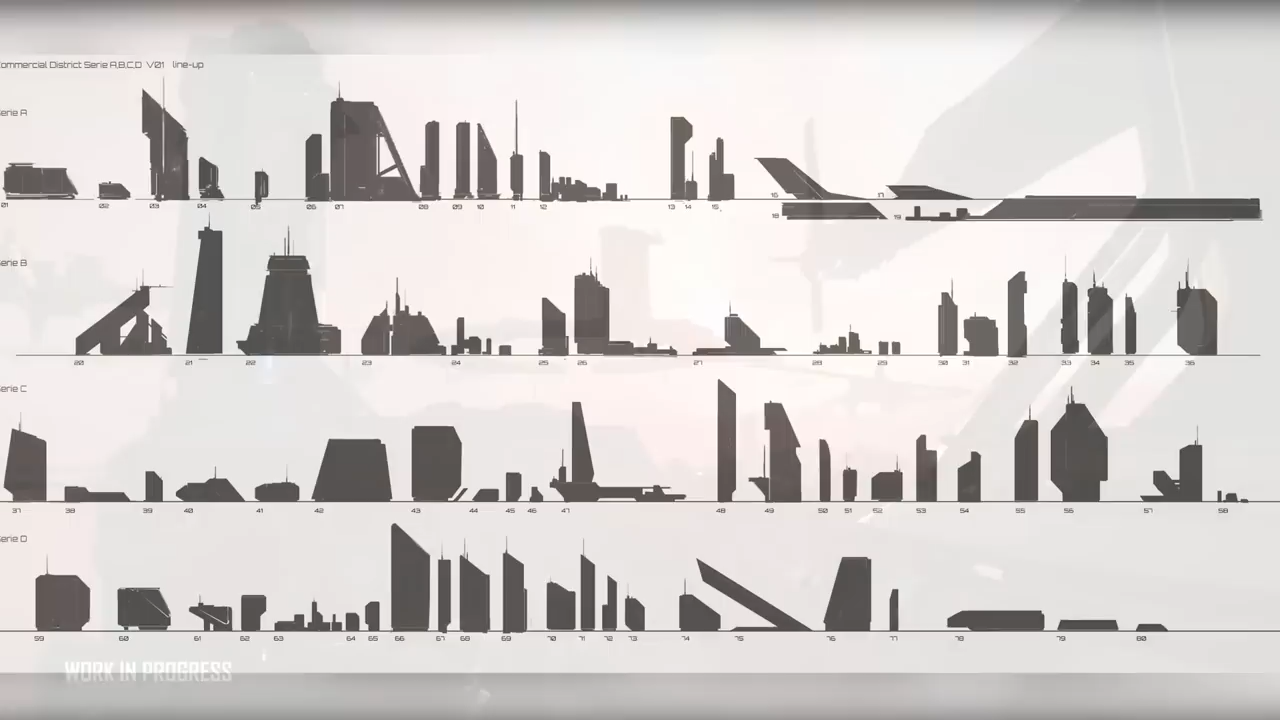 ommercial District Serie A,B,C,D V01 line-up
erie A
01 02 03 04 05 06 07 08 09 10 11 12 13 14 15 16 17
18 19
erie B
20 21 22 23 24 25 26 27 28 29 30 31 32 33 34 35 36
erie C
37 38 39 40 41 42 43 44 45 46 47 48 49 50 51 52 53 54 55 56 57 58
erie D
59 60 61 62 63 64 65 66 67 68 69 70 71 72 73 74 75 76 77 78 79 80
WORK IN PROGRESS